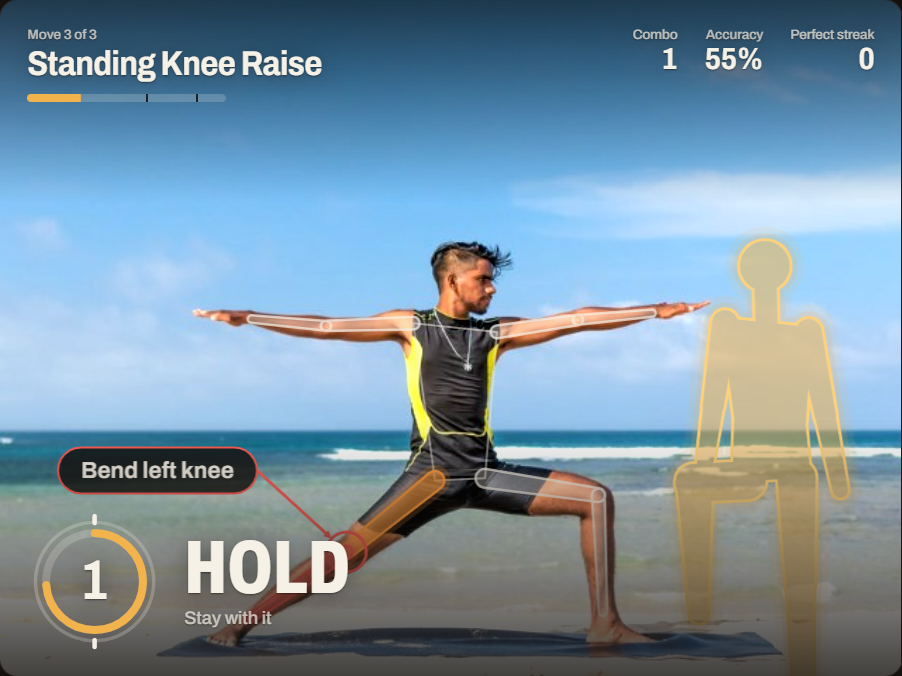 Move 3 of 3
Standing Knee Raise
Combo
1
Accuracy
55%
Perfect streak
0
Bend left knee
1
HOLD
Stay with it